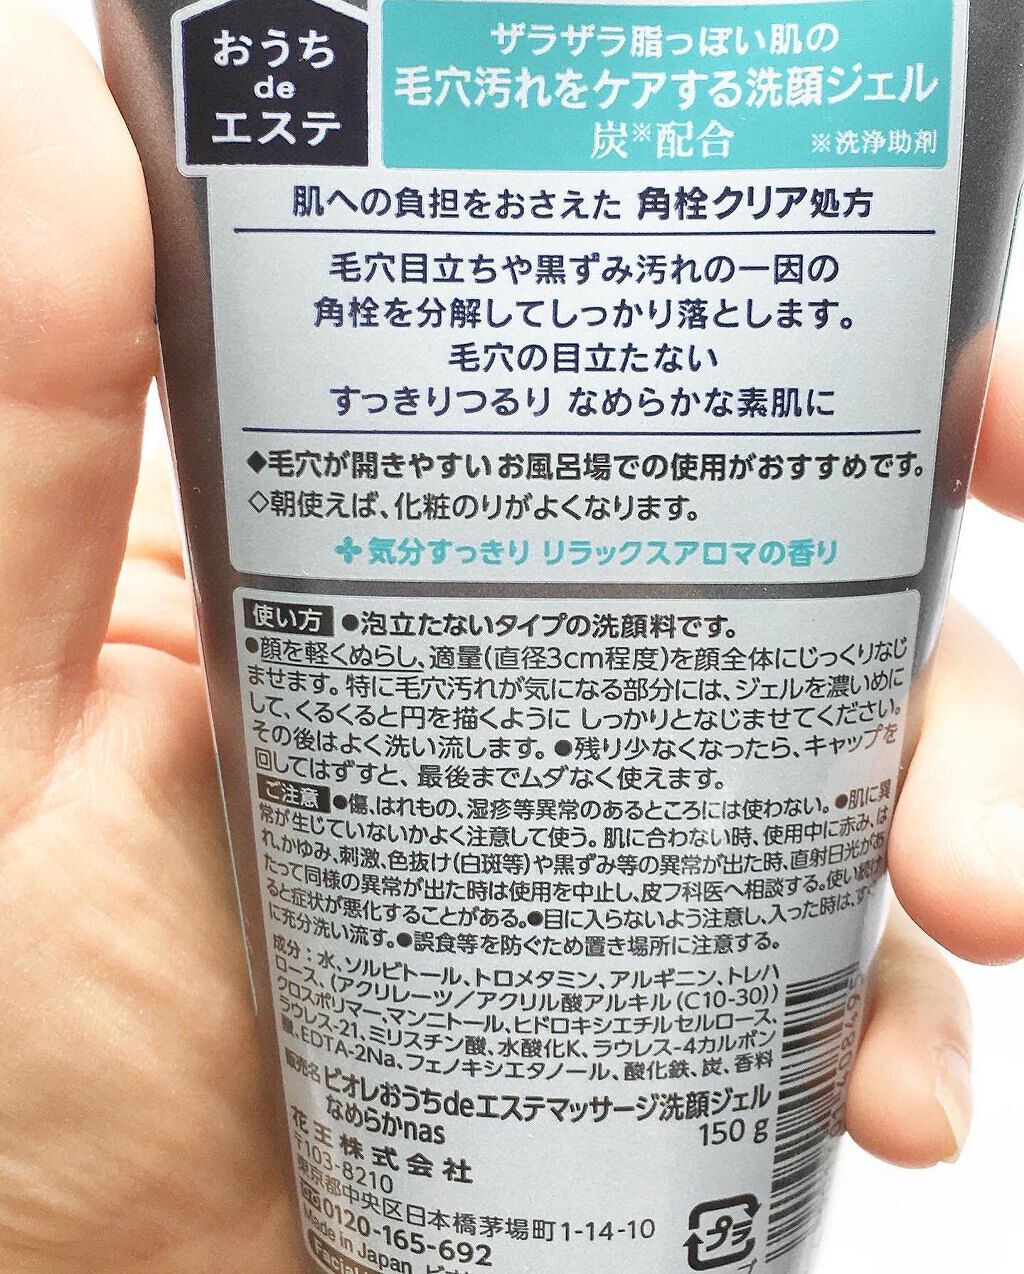 おうち
de
エステ
ザラザラ脂っぽい肌の
毛穴汚れをケアする洗顔ジェル
炭※配合 ※洗浄助剤
肌への負担をおさえた 角栓クリア処方
毛穴目立ちや黒ずみ汚れの一因の
角栓を分解してしっかり落とします。
毛穴の目立たない
すっきりつるり なめらかな素肌に
◆毛穴が開きやすいお風呂場での使用がおすすめです。
◇朝使えば、化粧のりがよくなります。
気分すっきり リラックスアロマの香り
使い方 ●泡立たないタイプの洗顔料です。
●顔を軽くぬらし、適量(直径3cm程度)を顔全体にじっくりなじ
ませます。特に毛穴汚れが気になる部分には、ジェルを濃いめに
して、くるくると円を描くように しっかりとなじませてください。
その後はよく洗い流します。●残り少なくなったら、キャップを
回してはずすと、最後までムダなく使えます。
ご注意 ●傷、はれもの、湿疹等異常のあるところには使わない。●肌に異
常が生じていないかよく注意して使う。肌に合わない時、使用中に赤み、は
れ、かゆみ、刺激、色抜け(白斑等)や黒ずみ等の異常が出た時、直射日光があ
たって同様の異常が出た時は使用を中止し、皮フ科医へ相談する。使い続け
ると症状が悪化することがある。●目に入らないよう注意し、入った時は、すぐ
に充分洗い流す。●誤食等を防ぐため置き場所に注意する。
成分：水、ソルビトール、トロメタミン、アルギニン、トレハ
ロース、(アクリレーツ／アクリル酸アルキル(C10-30))
クロスポリマー、マンニトール、ヒドロキシエチルセルロース、
ラウレス-21、ミリスチン酸、水酸化K、ラウレス-4カルボン
酸、EDTA-2Na、フェノキシエタノール、酸化鉄、炭、香料
販売名 ビオレおうちdeエステマッサージ洗顔ジェル
なめらかnas 150 g
花王株式会社
〒103-8210
東京都中央区日本橋茅場町1-14-10
0120-165-692
Made in Japan
Facial
プラ